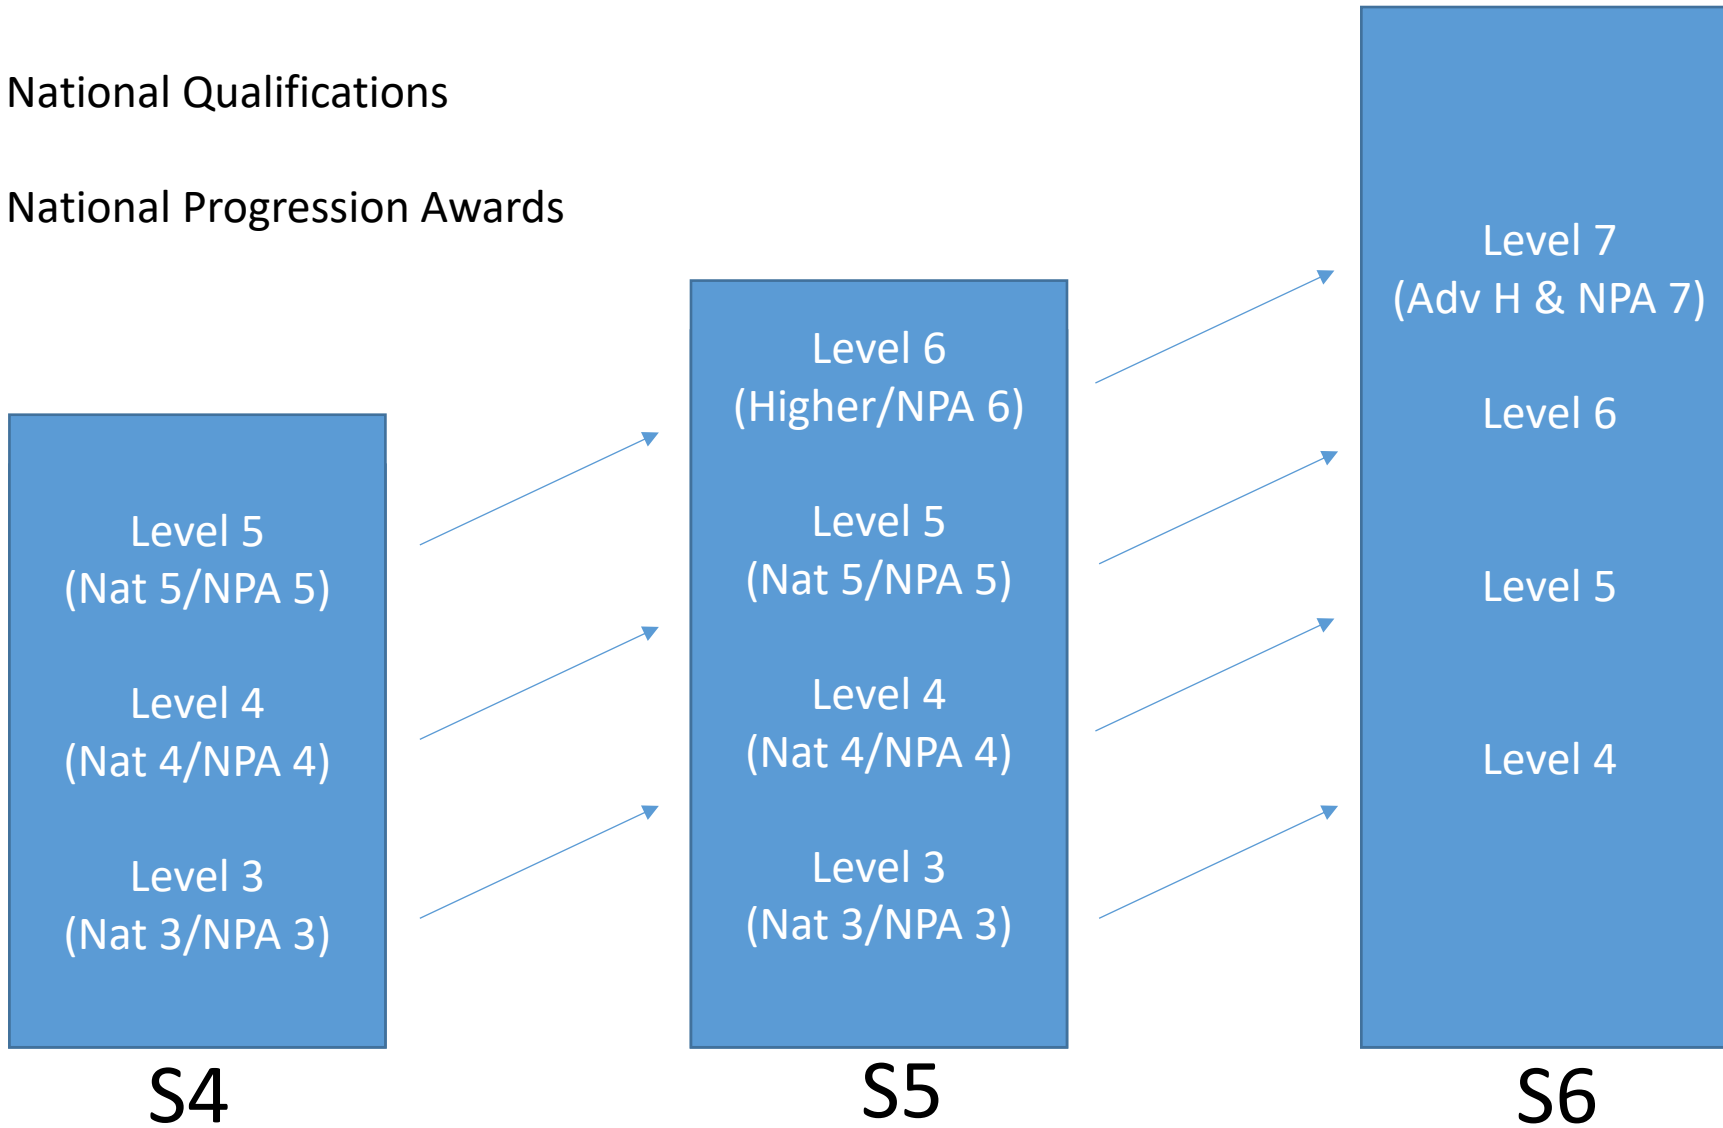 National Qualifications
National Progression Awards
Level 5
(Nat 5/NPA 5)
Level 4
(Nat 4/NPA 4)
Level 3
(Nat 3/NPA 3)
S4
Level 6
(Higher/NPA 6)
Level 5
(Nat 5/NPA 5)
Level 4
(Nat 4/NPA 4)
Level 3
(Nat 3/NPA 3)
S5
Level 7
(Adv H & NPA 7)
Level 6
Level 5
Level 4
S6